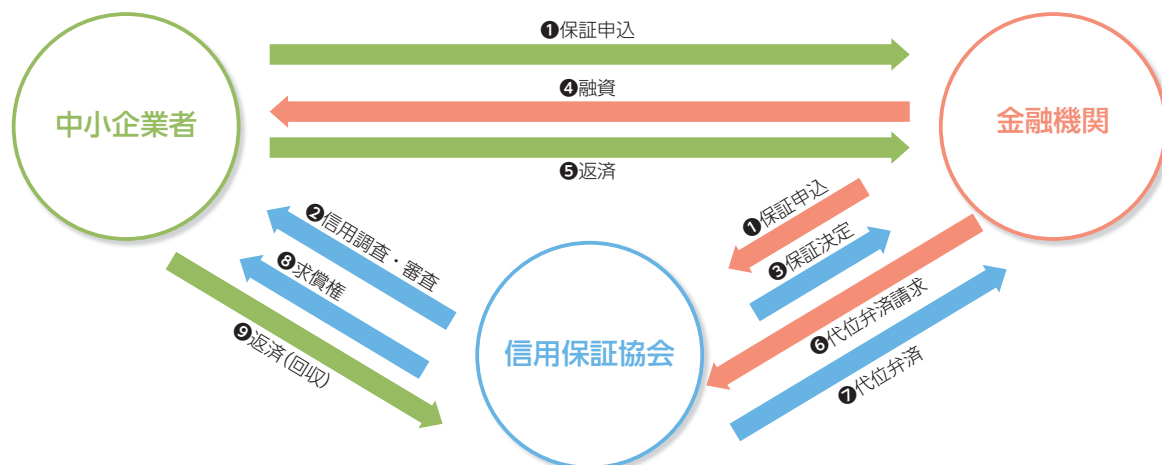 ❶保証申込
❹融資
中小企業者
金融機関
❺返済
❶保証申込
❷信用調査・審査
❸保証決定
❽求償権
❻代位弁済請求
信用保証協会
❾返済(回収)
❼代位弁済